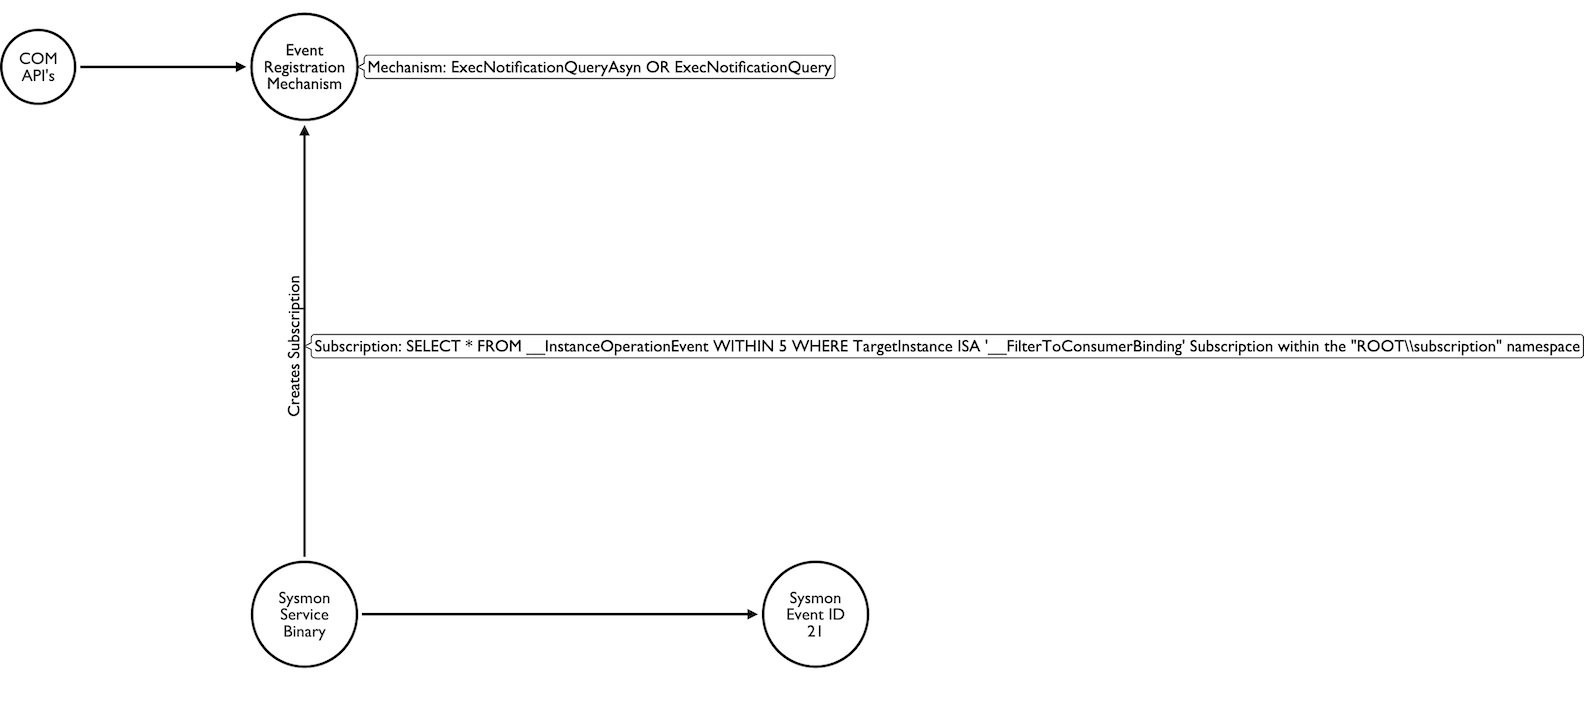 COM
API's
Event
Registration
Mechanism
Mechanism: ExecNotificationQueryAsyn OR ExecNotificationQuery
Creates Subscription
Subscription: SELECT * FROM __InstanceOperationEvent WITHIN 5 WHERE TargetInstance ISA '__FilterToConsumerBinding' Subscription within the "ROOT\\subscription" namespace
Sysmon
Service
Binary
Sysmon
Event ID
21